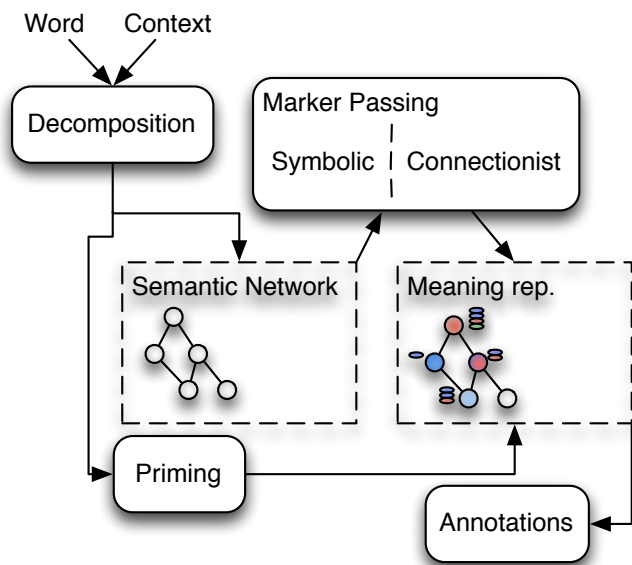 Word Context
Decomposition
Marker Passing
Symbolic Connectionist
Semantic Network
Meaning rep.
Priming
Annotations